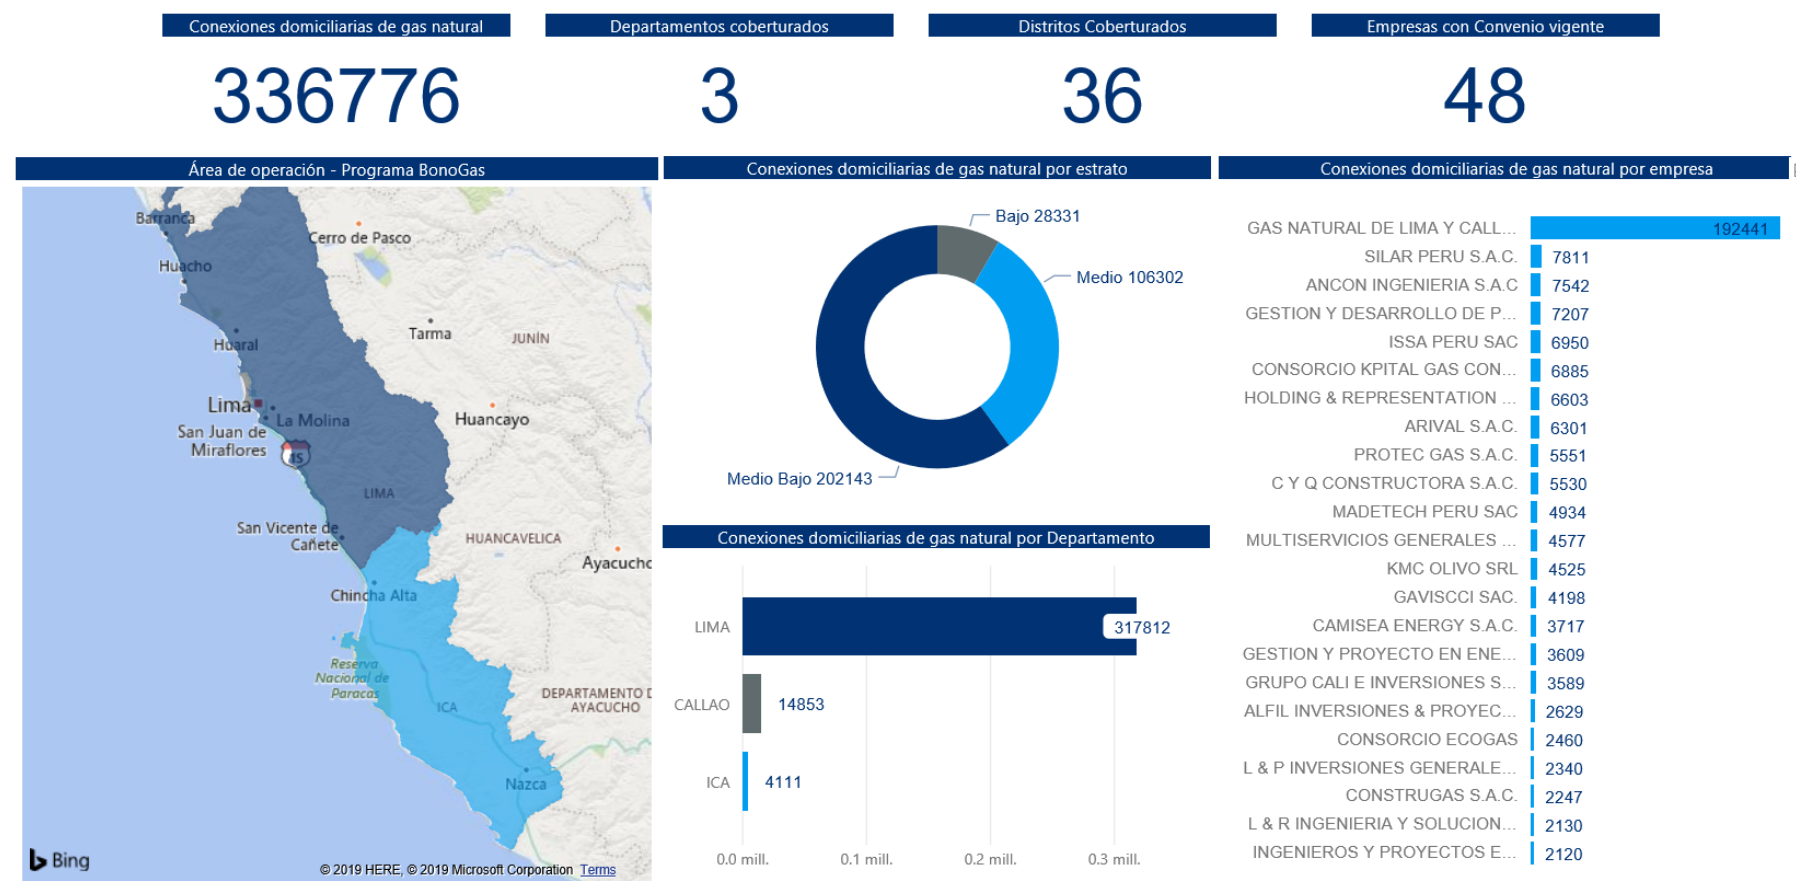 Conexiones domiciliarias de gas natural
Departamentos coberturados
Distritos Coberturados
Empresas con Convenio vigente
336776
3
36
48
Área de operación - Programa BonoGas
Barranca
Cerro de Pasco
Huacho
Tarma
JUNÍN
Huaral
Lima
La Molina
Huancayo
San Juan de
Miraflores
1S
LIMA
San Vicente de
Cañete
HUANCAVELICA
Ayacucho
Chincha Alta
Reserva
Nacional de
Paracas
ICA
DEPARTAMENTO D
AYACUCHO
Nazca
Bing
© 2019 HERE, © 2019 Microsoft Corporation Terms
Conexiones domiciliarias de gas natural por estrato
Bajo 28331
Medio 106302
Medio Bajo 202143
Conexiones domiciliarias de gas natural por Departamento
LIMA 317812
CALLAO 14853
ICA 4111
0.0 mill. 0.1 mill. 0.2 mill. 0.3 mill.
Conexiones domiciliarias de gas natural por empresa
GAS NATURAL DE LIMA Y CALL... 192441
SILAR PERU S.A.C. 7811
ANCON INGENIERIA S.A.C 7542
GESTION Y DESARROLLO DE P... 7207
ISSA PERU SAC 6950
CONSORCIO KPITAL GAS CON... 6885
HOLDING & REPRESENTATION ... 6603
ARIVAL S.A.C. 6301
PROTEC GAS S.A.C. 5551
C Y Q CONSTRUCTORA S.A.C. 5530
MADETECH PERU SAC 4934
MULTISERVICIOS GENERALES ... 4577
KMC OLIVO SRL 4525
GAVISCCI SAC. 4198
CAMISEA ENERGY S.A.C. 3717
GESTION Y PROYECTO EN ENE... 3609
GRUPO CALI E INVERSIONES S... 3589
ALFIL INVERSIONES & PROYEC... 2629
CONSORCIO ECOGAS 2460
L & P INVERSIONES GENERALE... 2340
CONSTRUGAS S.A.C. 2247
L & R INGENIERIA Y SOLUCION... 2130
INGENIEROS Y PROYECTOS E... 2120